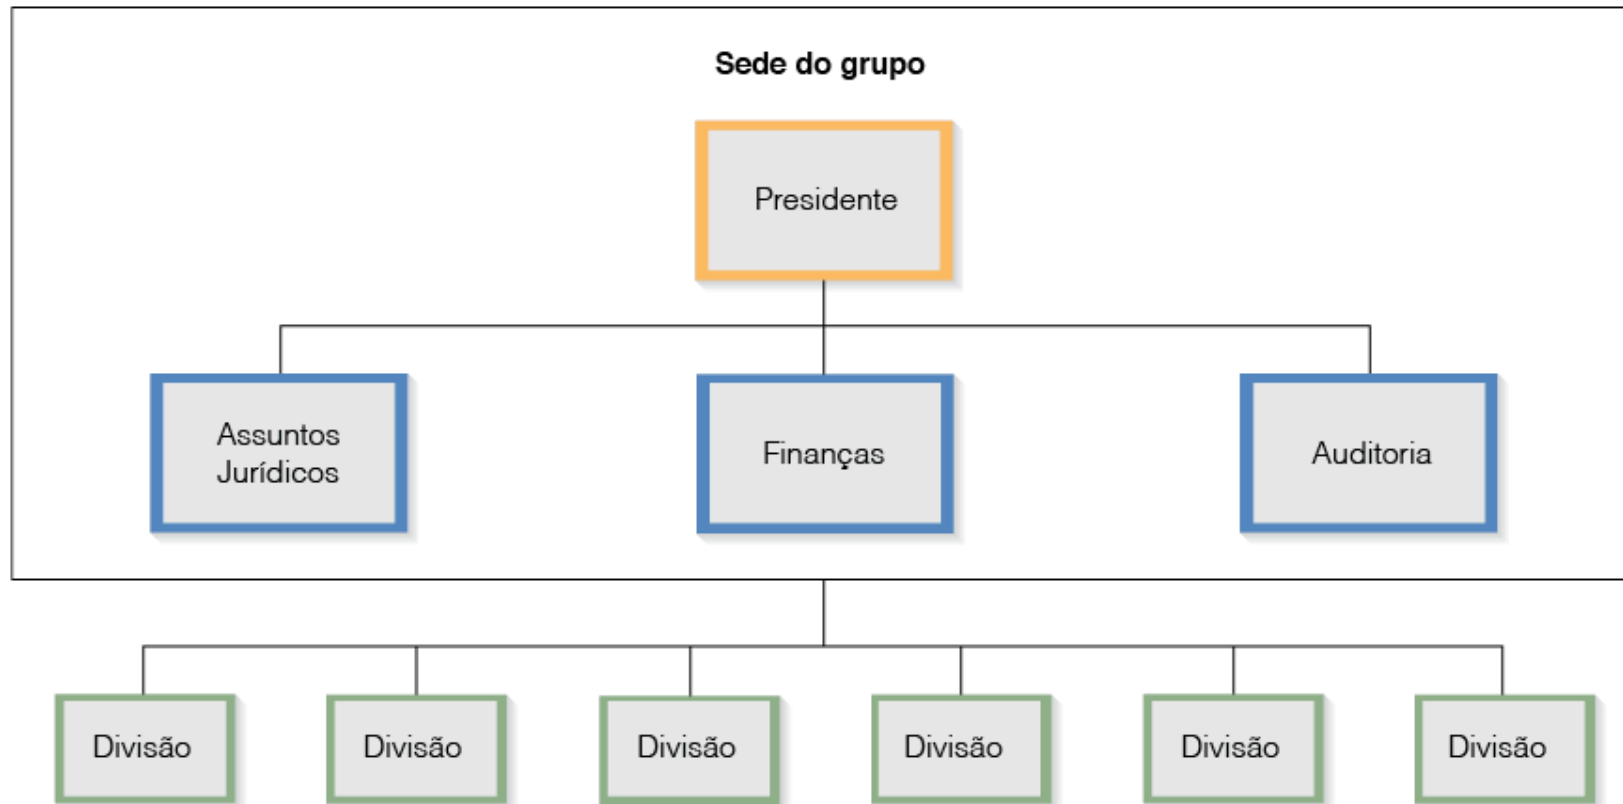 Sede do grupo
Presidente
Assuntos
Jurídicos
Finanças
Auditoria
Divisão
Divisão
Divisão
Divisão
Divisão
Divisão